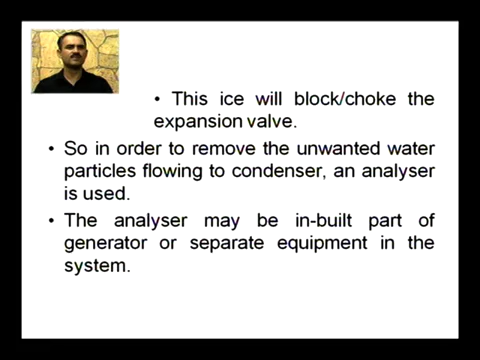 • This ice will block/choke the
expansion valve.
• So in order to remove the unwanted water
particles flowing to condenser, an analyser
is used.
• The analyser may be in-built part of
generator or separate equipment in the
system.